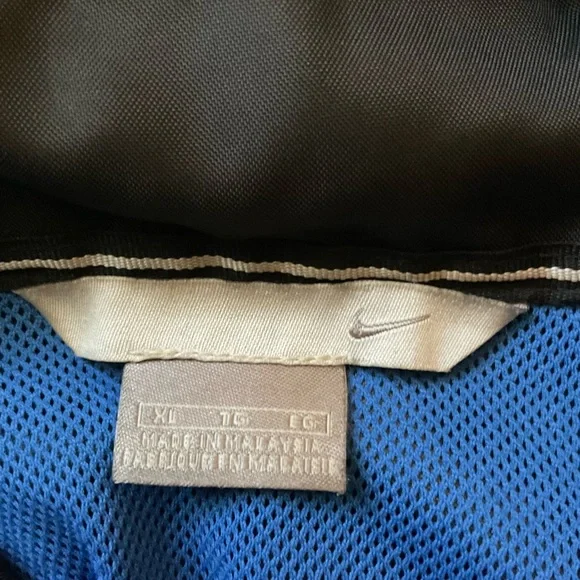 XL TG EG
MADE IN MALAYSIA
FABRIQUE EN MALAISIE